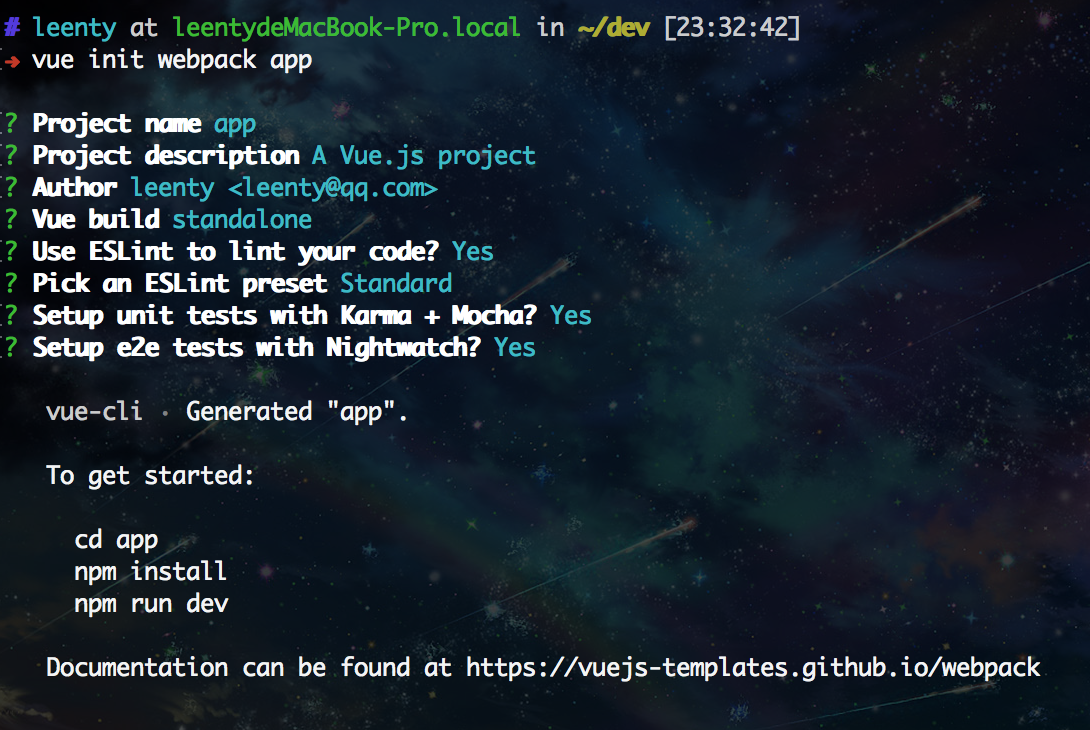 # leenty at leentydeMacBook-Pro.local in ~/dev [23:32:42]
→ vue init webpack app
? Project name app
? Project description A Vue.js project
? Author leenty <leenty@qq.com>
? Vue build standalone
? Use ESLint to lint your code? Yes
? Pick an ESLint preset Standard
? Setup unit tests with Karma + Mocha? Yes
? Setup e2e tests with Nightwatch? Yes
vue-cli · Generated "app".
To get started:
cd app
npm install
npm run dev
Documentation can be found at https://vuejs-templates.github.io/webpack